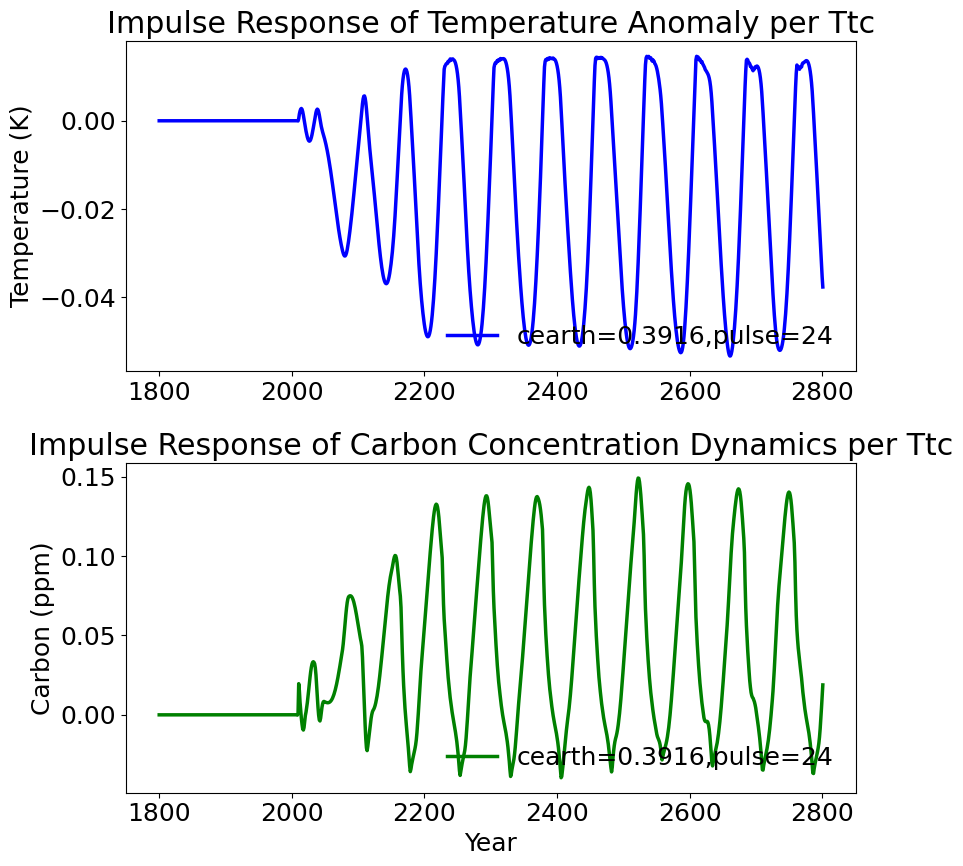 Impulse Response of Temperature Anomaly per Ttc
Temperature (K)
0.00
−0.02
−0.04
cearth=0.3916,pulse=24
1800 2000 2200 2400 2600 2800
Impulse Response of Carbon Concentration Dynamics per Ttc
Carbon (ppm)
0.15
0.10
0.05
0.00
cearth=0.3916,pulse=24
1800 2000 2200 2400 2600 2800
Year